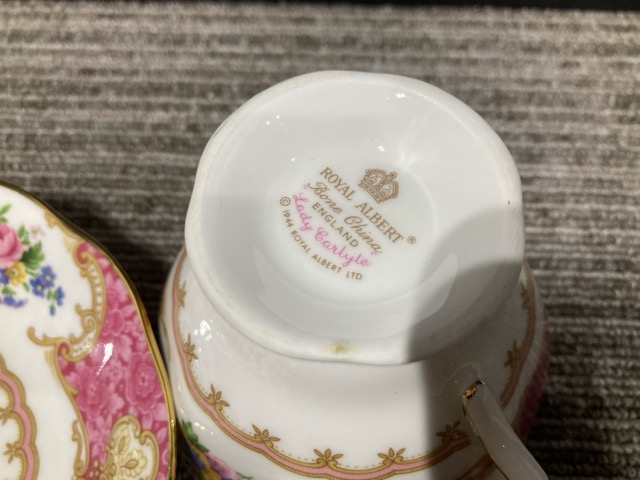 ROYAL ALBERT ®
Bone China
ENGLAND
"Lady Carlyle"
© 1944 ROYAL ALBERT LTD